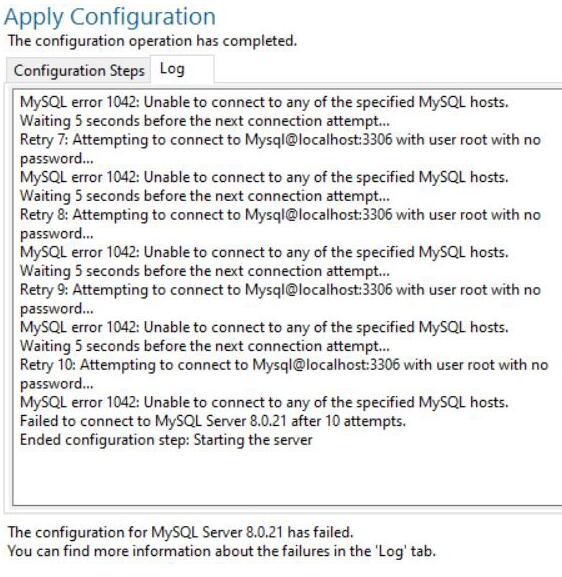 Apply Configuration
The configuration operation has completed.
Configuration Steps Log
MySQL error 1042: Unable to connect to any of the specified MySQL hosts.
Waiting 5 seconds before the next connection attempt...
Retry 7: Attempting to connect to Mysql@localhost:3306 with user root with no
password...
MySQL error 1042: Unable to connect to any of the specified MySQL hosts.
Waiting 5 seconds before the next connection attempt...
Retry 8: Attempting to connect to Mysql@localhost:3306 with user root with no
password...
MySQL error 1042: Unable to connect to any of the specified MySQL hosts.
Waiting 5 seconds before the next connection attempt...
Retry 9: Attempting to connect to Mysql@localhost:3306 with user root with no
password...
MySQL error 1042: Unable to connect to any of the specified MySQL hosts.
Waiting 5 seconds before the next connection attempt...
Retry 10: Attempting to connect to Mysql@localhost:3306 with user root with no
password...
MySQL error 1042: Unable to connect to any of the specified MySQL hosts.
Failed to connect to MySQL Server 8.0.21 after 10 attempts.
Ended configuration step: Starting the server
The configuration for MySQL Server 8.0.21 has failed.
You can find more information about the failures in the 'Log' tab.